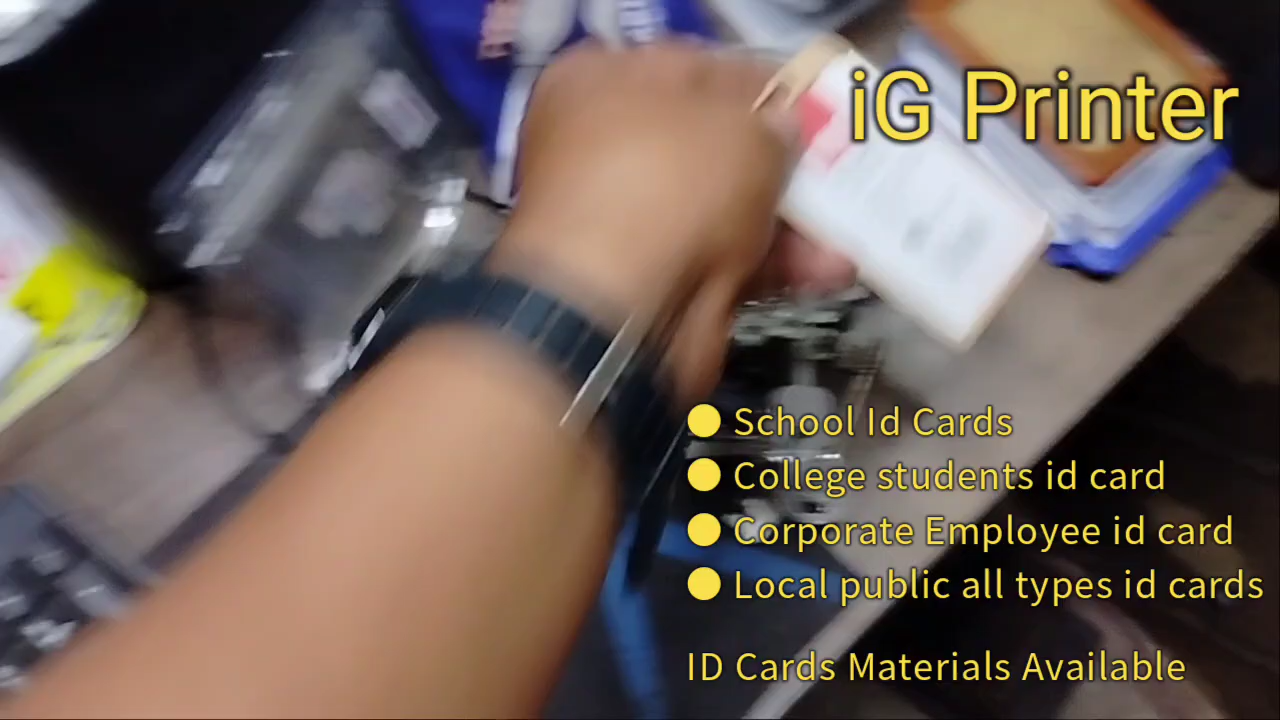 iG Printer
● School Id Cards
● College students id card
● Corporate Employee id card
● Local public all types id cards
ID Cards Materials Available